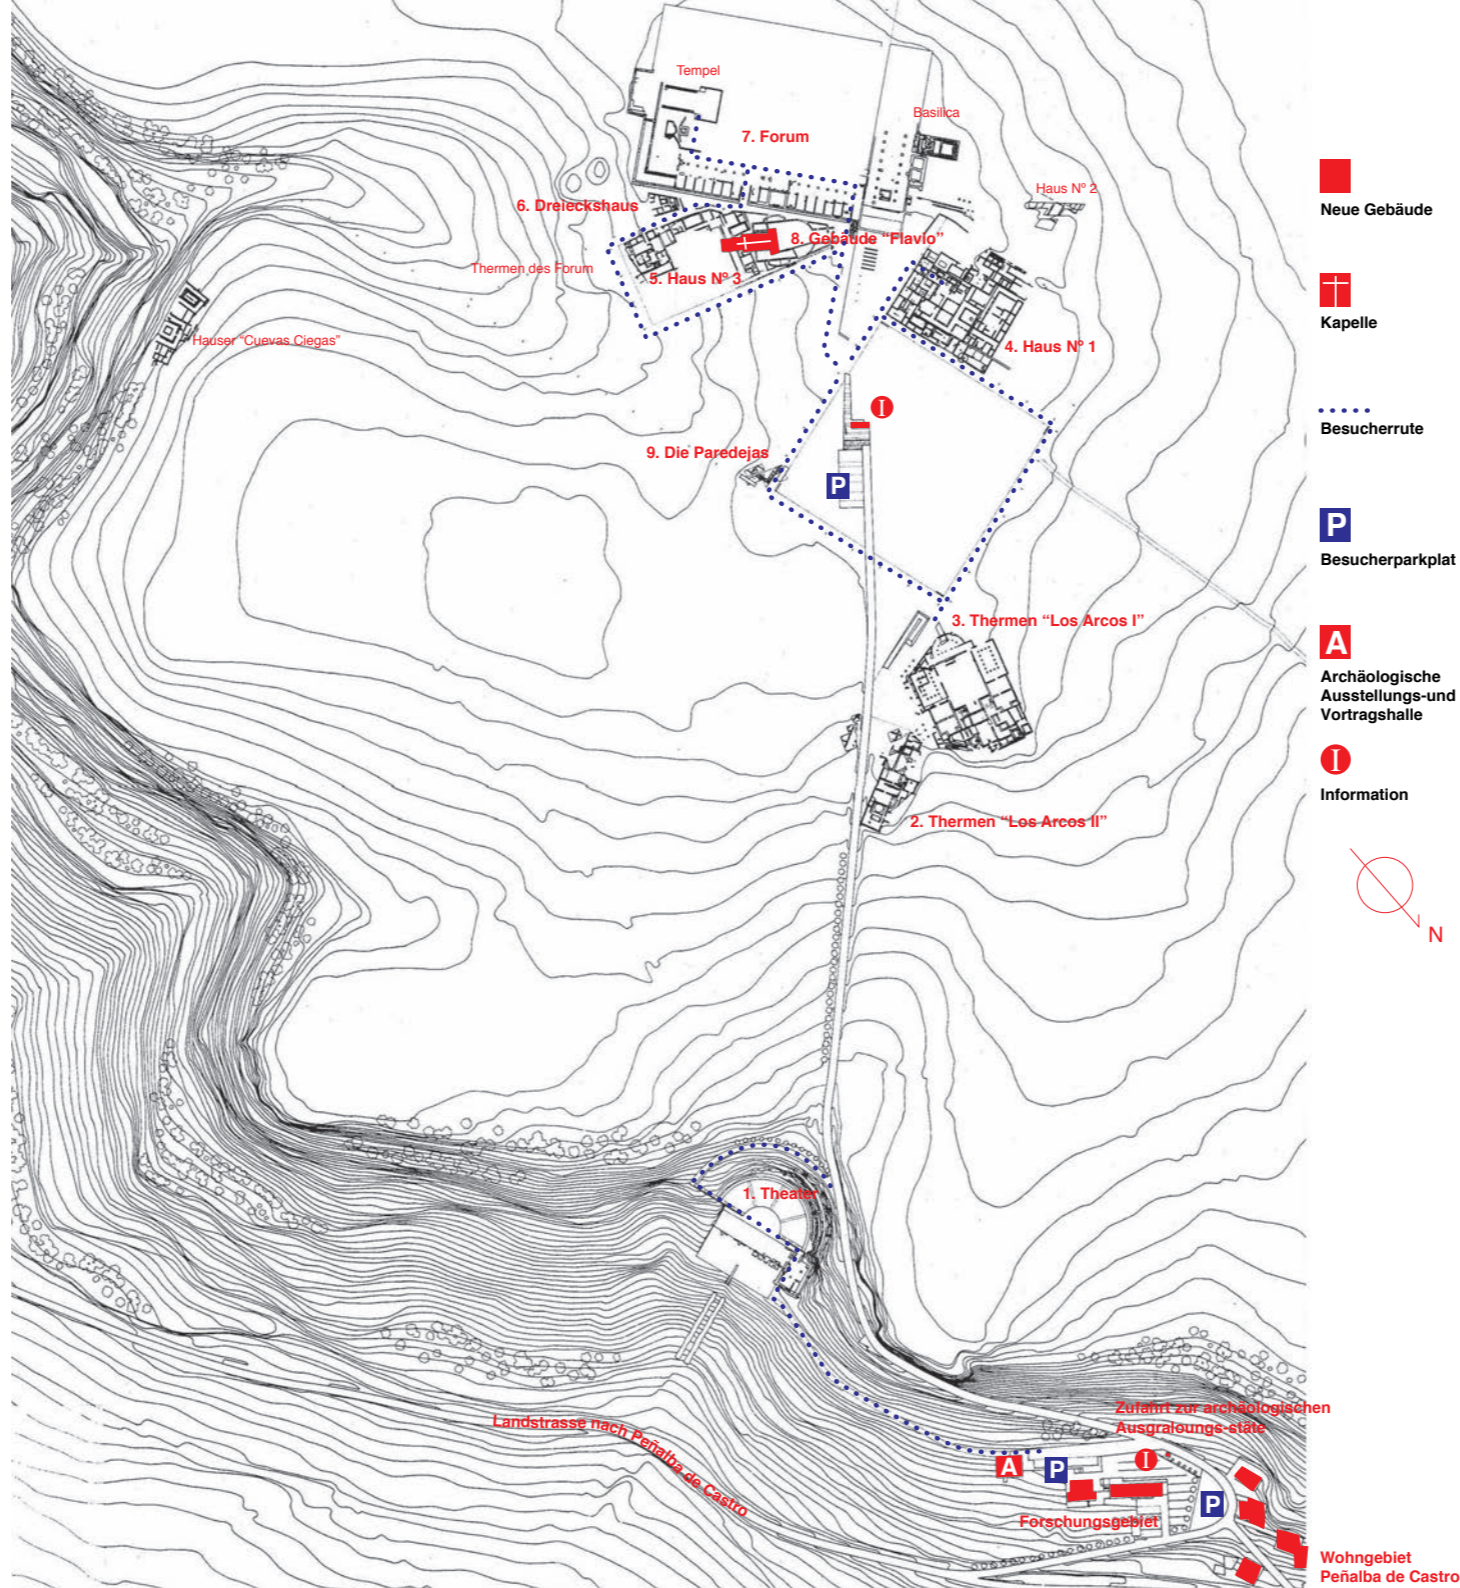 Tempel
Basilica
7. Forum
Haus Nº 2
6. Dreieckshaus
8. Gebäude “Flavio”
Thermen des Forum
5. Haus Nº 3
Hauser “Cuevas Ciegas”
4. Haus Nº 1
I
9. Die Paredejas
P
3. Thermen “Los Arcos I”
2. Thermen “Los Arcos II”
1. Theater
Zufahrt zur archäologischen
Ausgraloungs-state
Landstrasse nach Peñalba de Castro
A
P
I
P
Forschungsgebiet
Wohngebiet
Peñalba de Castro
Neue Gebäude
Kapelle
Besucherrute
P
Besucherparkplat
A
Archäologische
Ausstellungs-und
Vortragshalle
I
Information
N